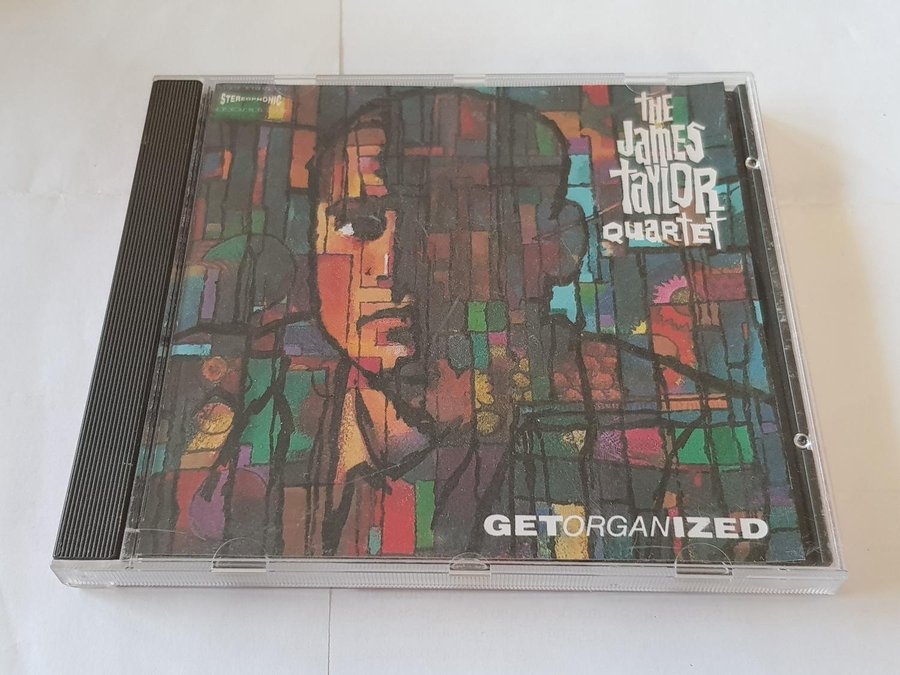 STEREOPHONIC
THE
JAMES
TAYLOR
QUARTET
GETORGANIZED